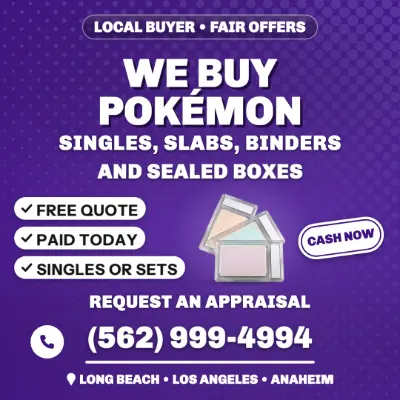 LOCAL BUYER • FAIR OFFERS
WE BUY
POKÉMON
SINGLES, SLABS, BINDERS
AND SEALED BOXES
FREE QUOTE
PAID TODAY
SINGLES OR SETS
CASH NOW
REQUEST AN APPRAISAL
(562) 999-4994
LONG BEACH • LOS ANGELES • ANAHEIM